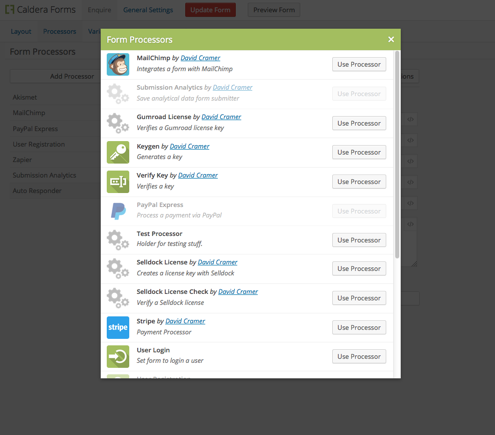 Caldera Forms
Enquire
General Settings
Update Form
Preview Form
Layout
Processors
Form Processors
Add Processor
Akismet
MailChimp
PayPal Express
User Registration
Zapier
Submission Analytics
Auto Responder
Form Processors
×
MailChimp by David Cramer
Integrates a form with MailChimp
Use Processor
Submission Analytics by David Cramer
Save analytical data form submitter
Use Processor
Gumroad License by David Cramer
Verifies a Gumroad license key
Use Processor
Keygen by David Cramer
Generates a key
Use Processor
Verify Key by David Cramer
Verifies a key
Use Processor
PayPal Express
Process a payment via PayPal
Use Processor
Test Processor
Holder for testing stuff.
Use Processor
Selldock License by David Cramer
Creates a license key with Selldock
Use Processor
Selldock License Check by David Cramer
Verify a Selldock license
Use Processor
stripe
Stripe by David Cramer
Payment Processor
Use Processor
User Login
Set form to login a user
Use Processor